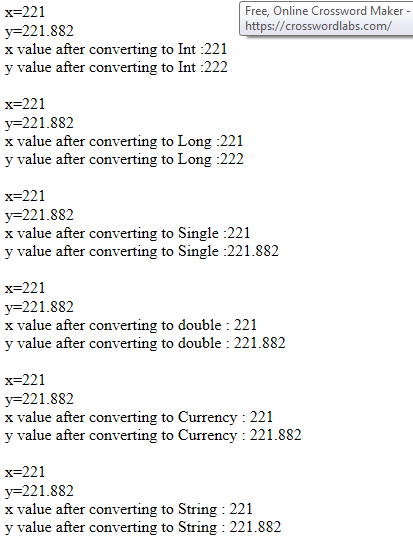 Free, Online Crossword Maker -
https://crosswordlabs.com/
x=221
y=221.882
x value after converting to Int :221
y value after converting to Int :222
x=221
y=221.882
x value after converting to Long :221
y value after converting to Long :222
x=221
y=221.882
x value after converting to Single :221
y value after converting to Single :221.882
x=221
y=221.882
x value after converting to double : 221
y value after converting to double : 221.882
x=221
y=221.882
x value after converting to Currency : 221
y value after converting to Currency : 221.882
x=221
y=221.882
x value after converting to String : 221
y value after converting to String : 221.882